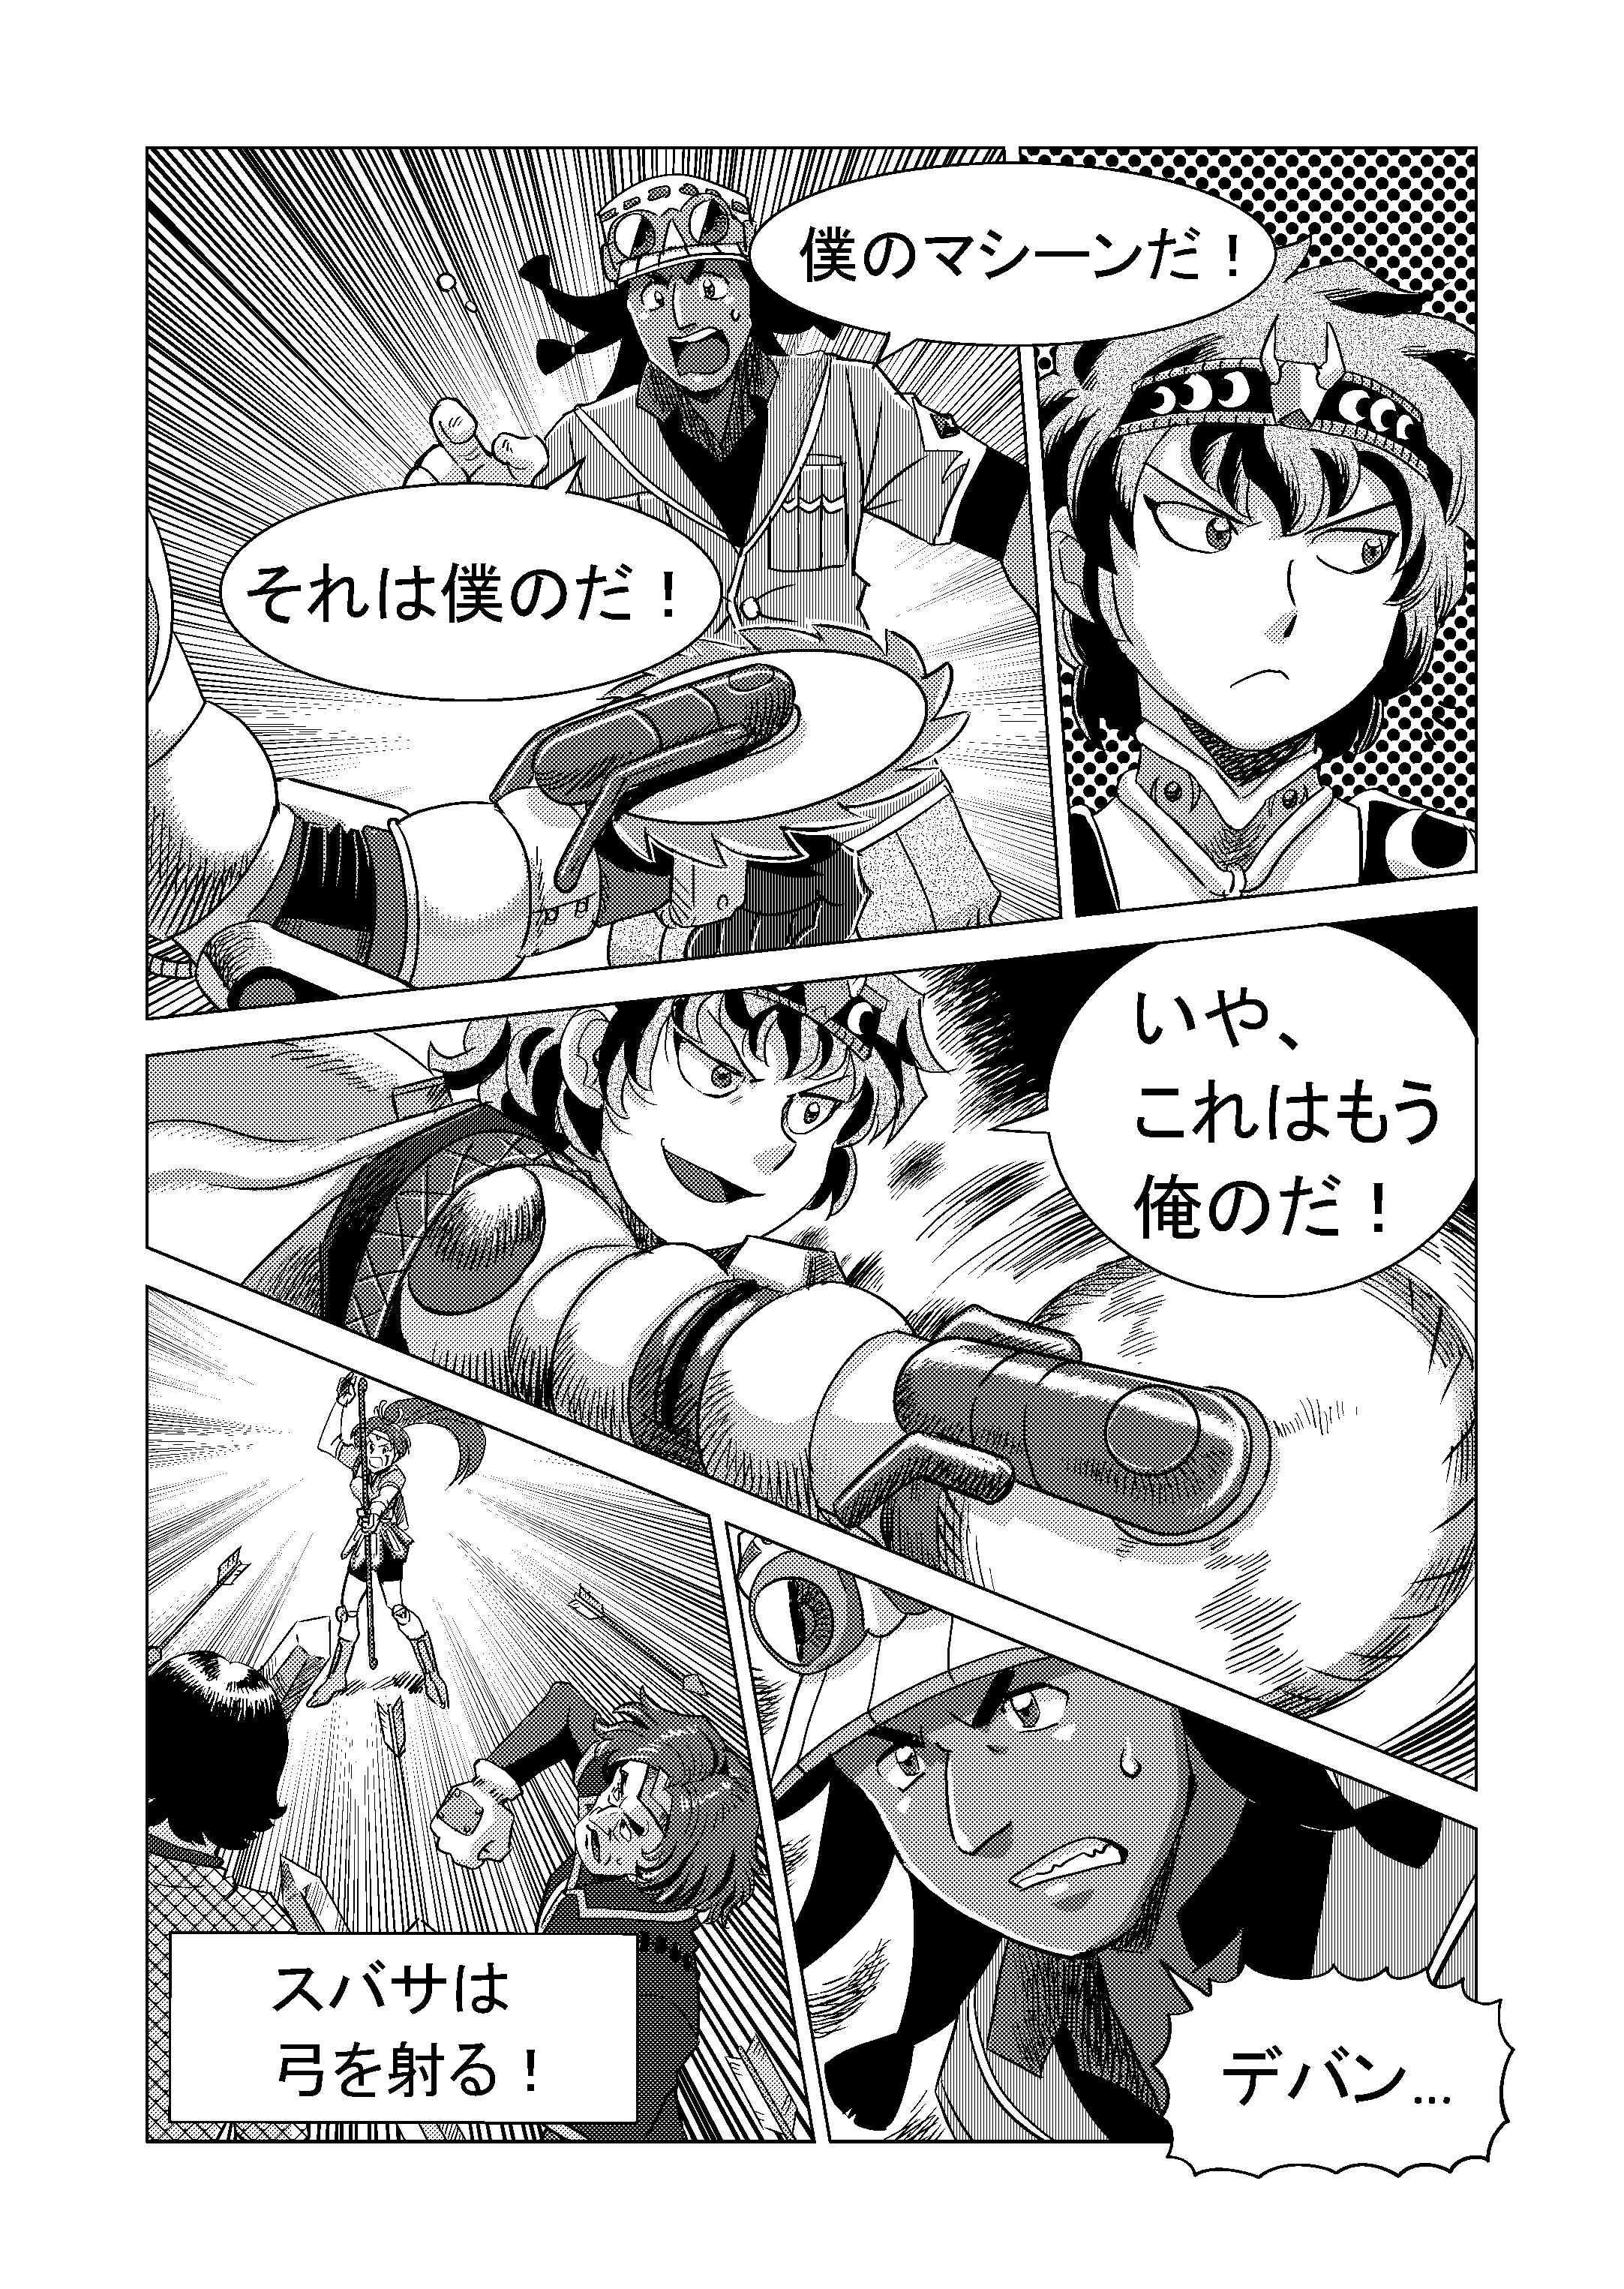 僕のマシーンだ！
それは僕のだ！
いや、
これはもう
俺のだ！
デバン...
スバサは
弓を射る！